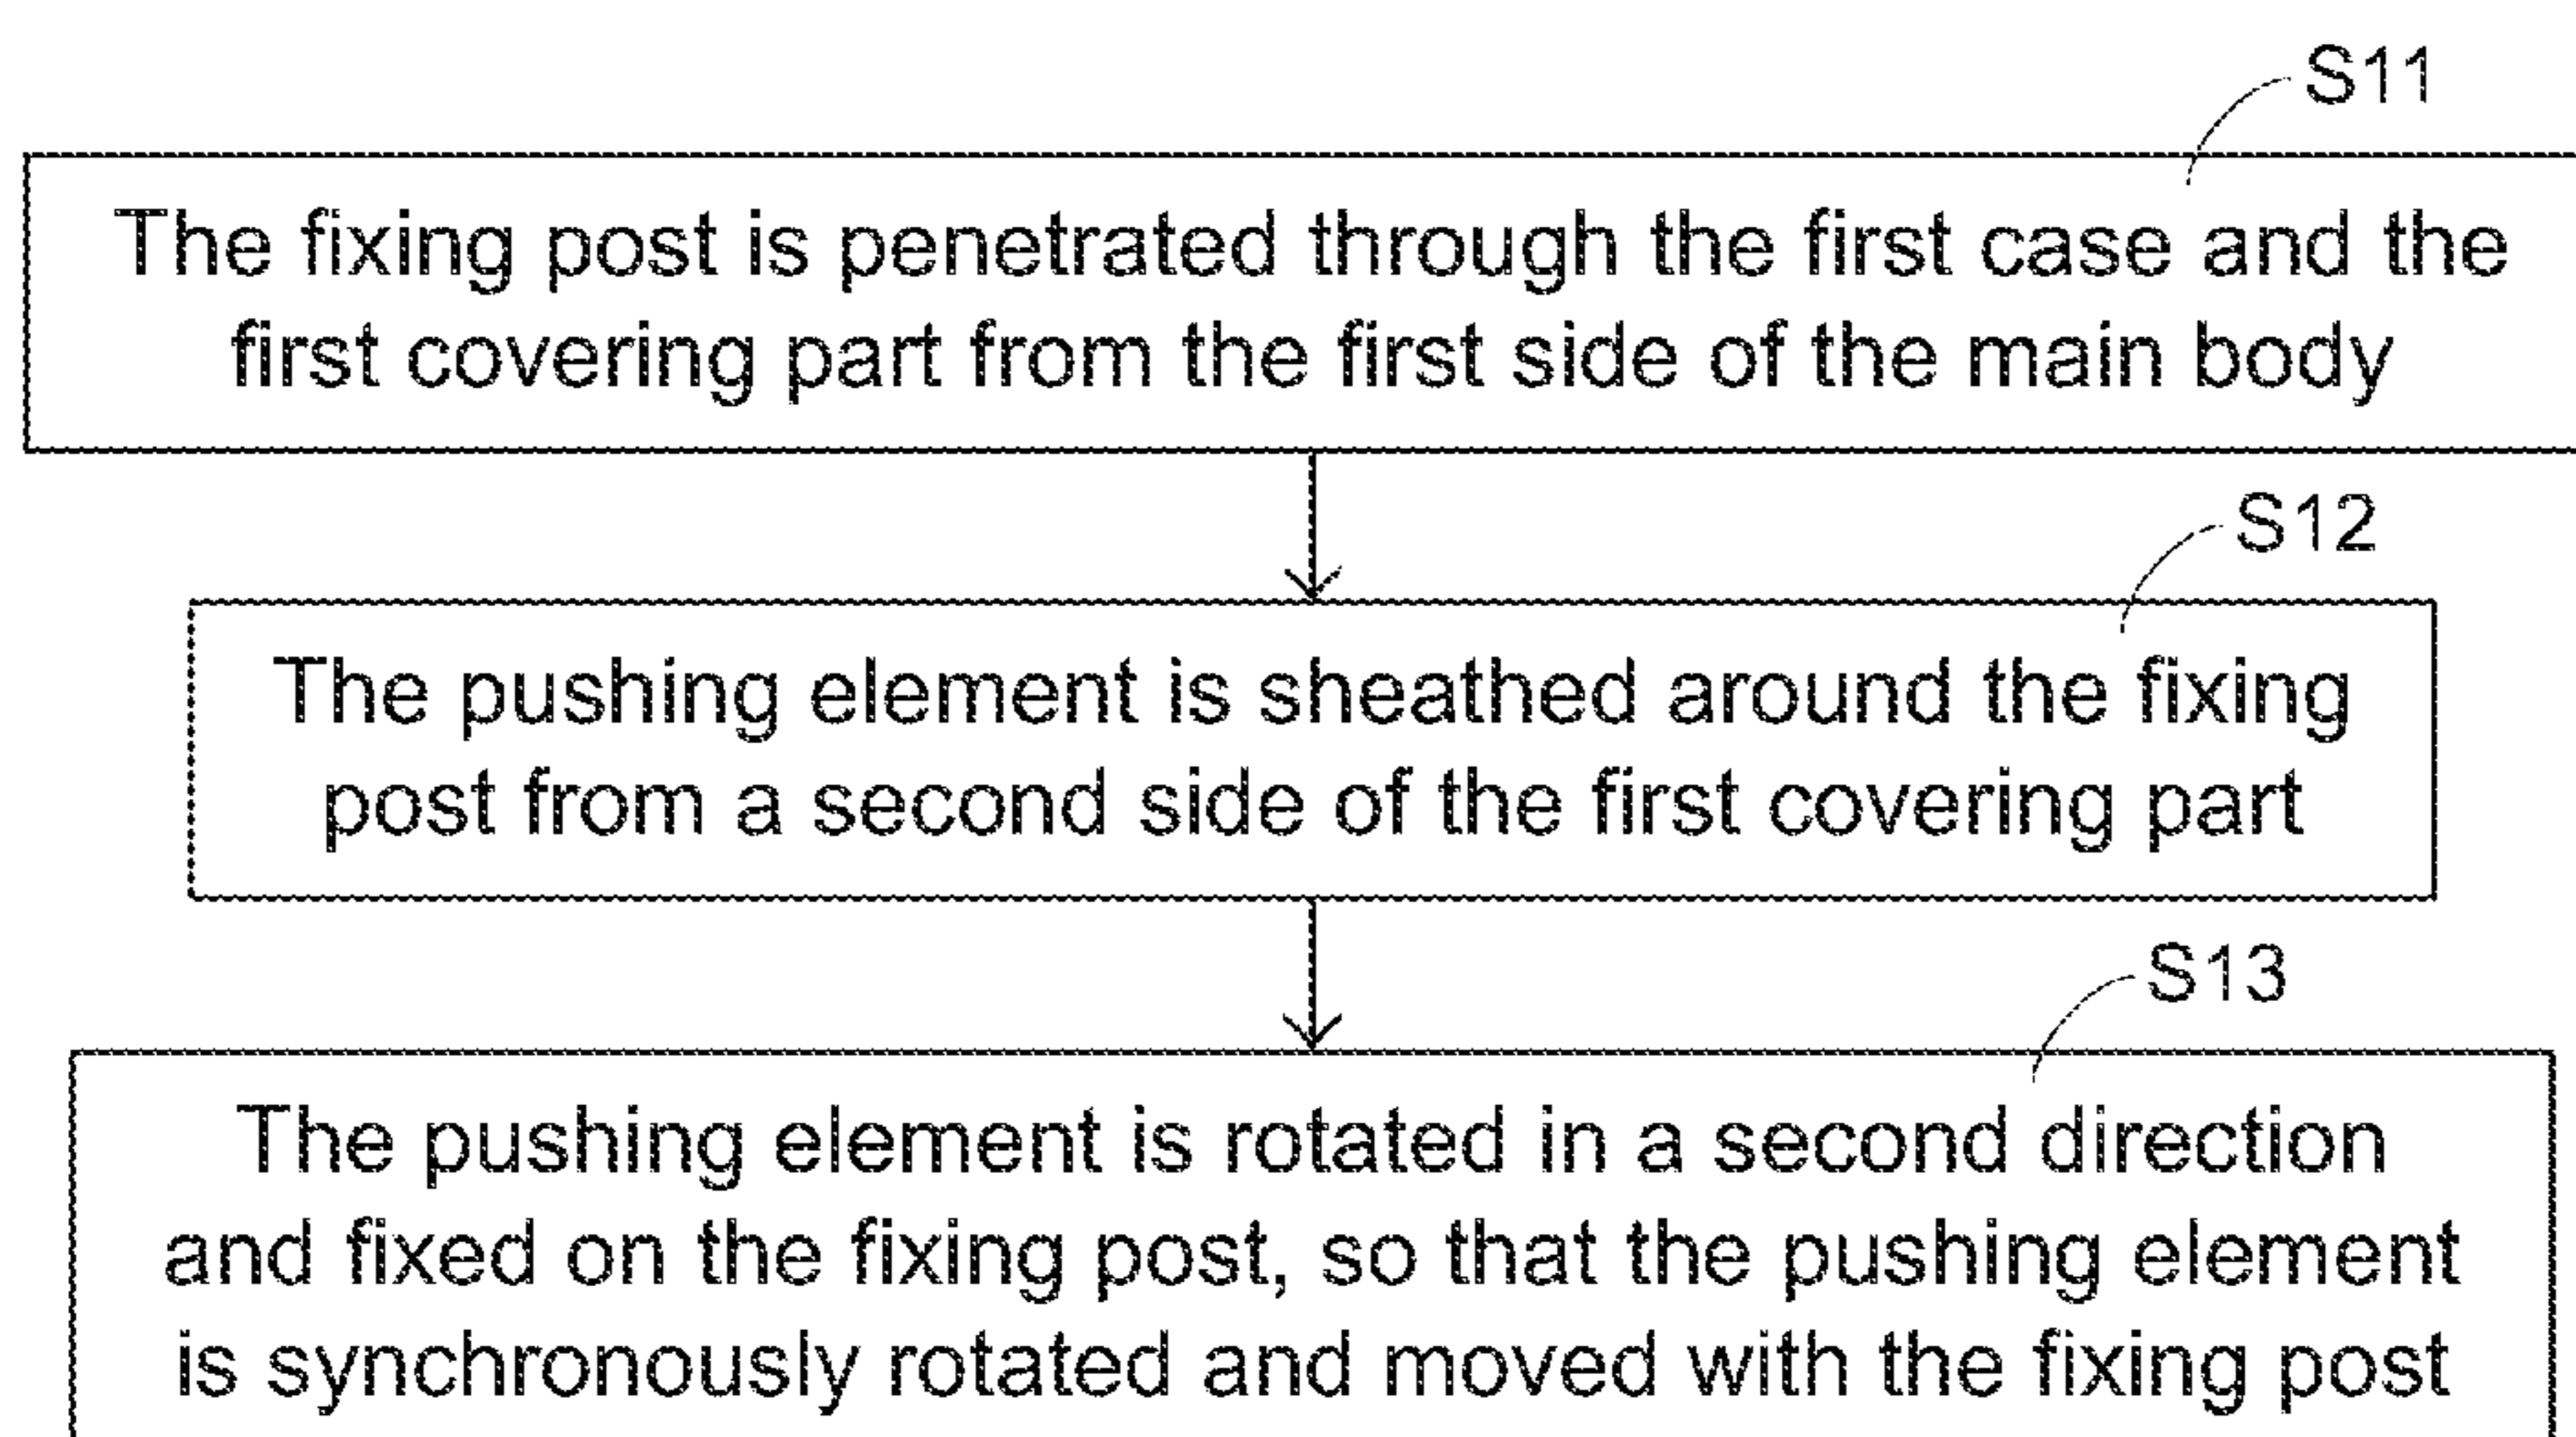 S11
The fixing post is penetrated through the first case and the
first covering part from the first side of the main body
S12
The pushing element is sheathed around the fixing
post from a second side of the first covering part
S13
The pushing element is rotated in a second direction
and fixed on the fixing post, so that the pushing element
is synchronously rotated and moved with the fixing post